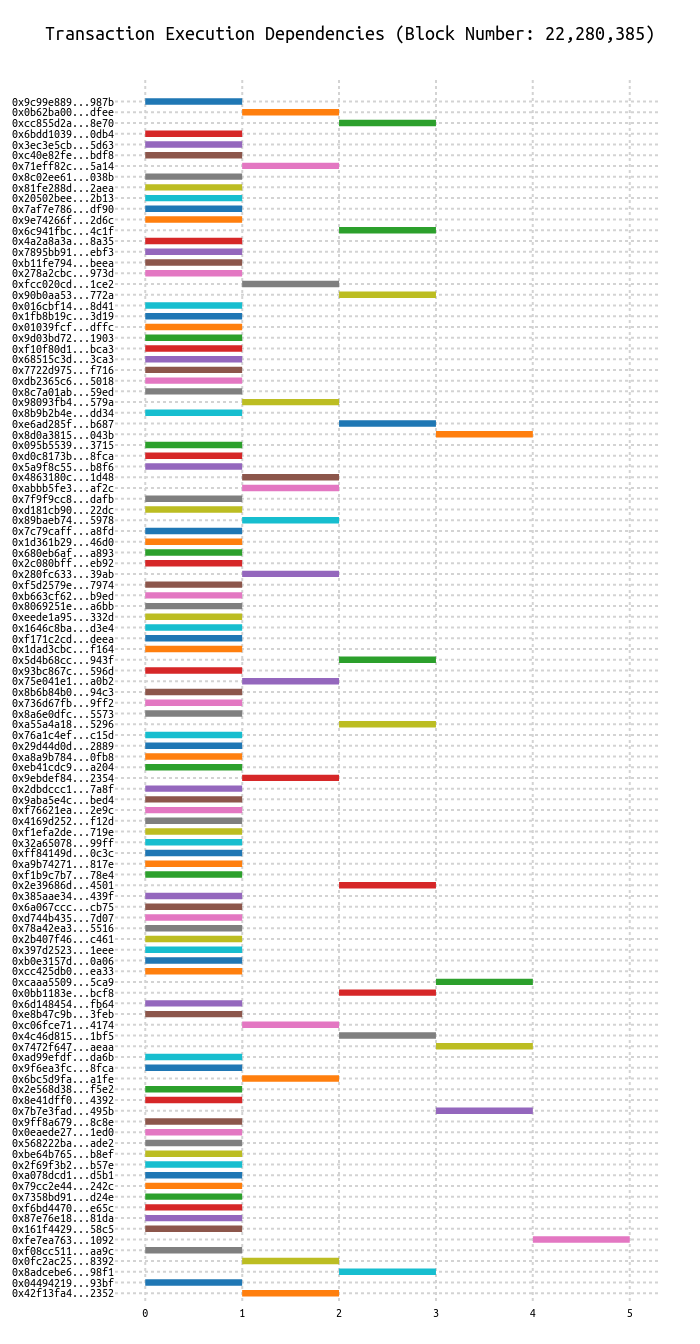 Transaction Execution Dependencies (Block Number: 22,280,385)
0x9c99e889...987b
0x0b62ba00...dfee
0xcc855d2a...8e70
0x6bdd1039...0db4
0x3ec3e5cb...5d63
0xc40e82fe...bdf8
0x71eff82c...5a14
0x8c02ee61...038b
0x81fe288d...2aea
0x20502bee...2b13
0x7af7e786...df90
0x9e74266f...2d6c
0x6c941fbc...4c1f
0x4a2a8a3a...8a35
0x7895bb91...ebf3
0xb11fe794...beea
0x278a2cbc...973d
0xfcc020cd...1ce2
0x90b0aa53...772a
0x016cbf14...8d41
0x1fb8b19c...3d19
0x01039fcf...dffc
0x9d03bd72...1903
0xf10f80d1...bca3
0x68515c3d...3ca3
0x7722d975...f716
0xdb2365c6...5018
0x8c7a01ab...59ed
0x98093fb4...579a
0x8b9b2b4e...dd34
0xe6ad285f...b687
0x8d0a3815...043b
0x095b5539...3715
0xd0c8173b...8fca
0x5a9f8c55...b8f6
0x4863180c...1d48
0xabbb5fe3...af2c
0x7f9f9cc8...dafb
0xd181cb90...22dc
0x89baeb74...5978
0x7c79caff...a8fd
0x1d361b29...46d0
0x680eb6af...a893
0x2c080bff...eb92
0x280fc633...39ab
0xf5d2579e...7974
0xb663cf62...b9ed
0x8069251e...a6bb
0xeede1a95...332d
0x1646c8ba...d3e4
0xf171c2cd...deea
0x1dad3cbc...f164
0x5d4b68cc...943f
0x93bc867c...596d
0x75e041e1...a0b2
0x8b6b84b0...94c3
0x736d67fb...9ff2
0x8a6e0dfc...5573
0xa55a4a18...5296
0x76a1c4ef...c15d
0x29d44d0d...2889
0xa8a9b784...0fb8
0xeb41cdc9...a204
0x9ebdef84...2354
0x2dbdccc1...7a8f
0x9aba5e4c...bed4
0xf76621ea...2e9c
0x4169d252...f12d
0xf1efa2de...719e
0x32a65078...99ff
0xff84149d...0c3c
0xa9b74271...817e
0xf1b9c7b7...78e4
0x2e39686d...4501
0x385aae34...439f
0x6a067ccc...cb75
0xd744b435...7d07
0x78a42ea3...5516
0x2b407f46...c461
0x397d2523...1eee
0xb0e3157d...0a06
0xcc425db0...ea33
0xcaaa5509...5ca9
0x0bb1183e...bcf8
0x6d148454...fb64
0xe8b47c9b...3feb
0xc06fce71...4174
0x4c46d815...1bf5
0x7472f647...aeaa
0xad99efdf...da6b
0x9f6ea3fc...8fca
0x6bc5d9fa...a1fe
0x2e568d38...f5e2
0x8e41dff0...4392
0x7b7e3fad...495b
0x9ff8a679...8c8e
0x0eaede27...1ed0
0x568222ba...ade2
0xbe64b765...b8ef
0x2f69f3b2...b57e
0xa078dcd1...d5b1
0x79cc2e44...242c
0x7358bd91...d24e
0xf6bd4470...e65c
0x87e76e18...81da
0x161f4429...58c5
0xfe7ea763...1092
0xf08cc511...aa9c
0x0fc2ac25...8392
0x8adcebe6...98f1
0x04494219...93bf
0x42f13fa4...2352
0 1 2 3 4 5